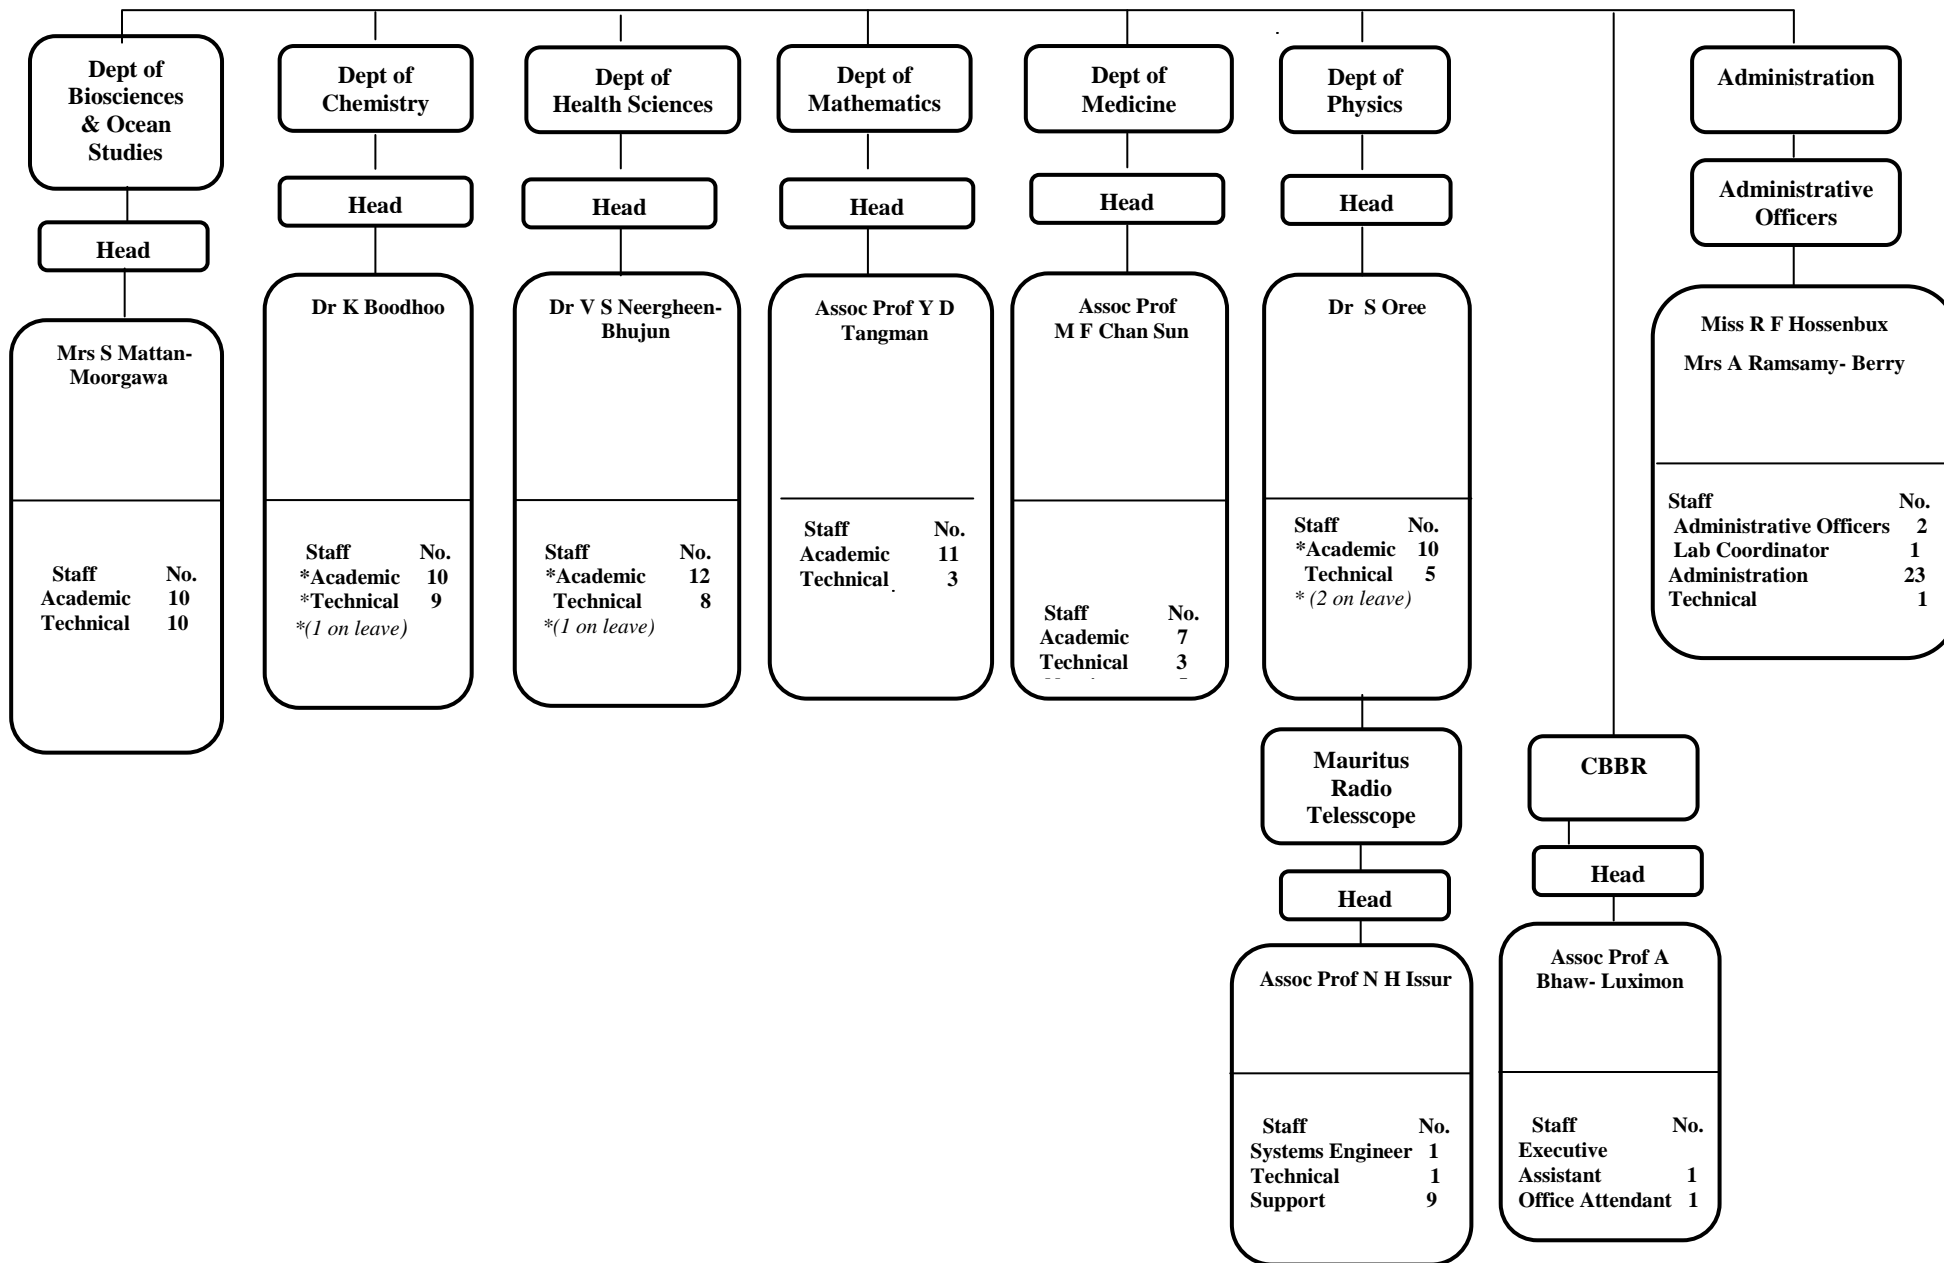 Dept of
Biosciences
& Ocean
Studies
Head
Mrs S Mattan-
Moorgawa
Staff No.
Academic 10
Technical 10
Dept of
Chemistry
Head
Dr K Boodhoo
Staff No.
*Academic 10
*Technical 9
*(1 on leave)
Dept of
Health Sciences
Head
Dr V S Neergheen-
Bhujun
Staff No.
*Academic 12
Technical 8
*(1 on leave)
Dept of
Mathematics
Head
Assoc Prof Y D
Tangman
Staff No.
Academic 11
Technical 3
Dept of
Medicine
Head
Assoc Prof
M F Chan Sun
Staff No.
Academic 7
Technical 3
Dept of
Physics
Head
Dr S Oree
Staff No.
*Academic 10
Technical 5
* (2 on leave)
Mauritus
Radio
Telesscope
Head
Assoc Prof N H Issur
Staff No.
Systems Engineer 1
Technical 1
Support 9
CBBR
Head
Assoc Prof A
Bhaw- Luximon
Staff No.
Executive
Assistant 1
Office Attendant 1
Administration
Administrative
Officers
Miss R F Hossenbux
Mrs A Ramsamy- Berry
Staff No.
Administrative Officers 2
Lab Coordinator 1
Administration 23
Technical 1